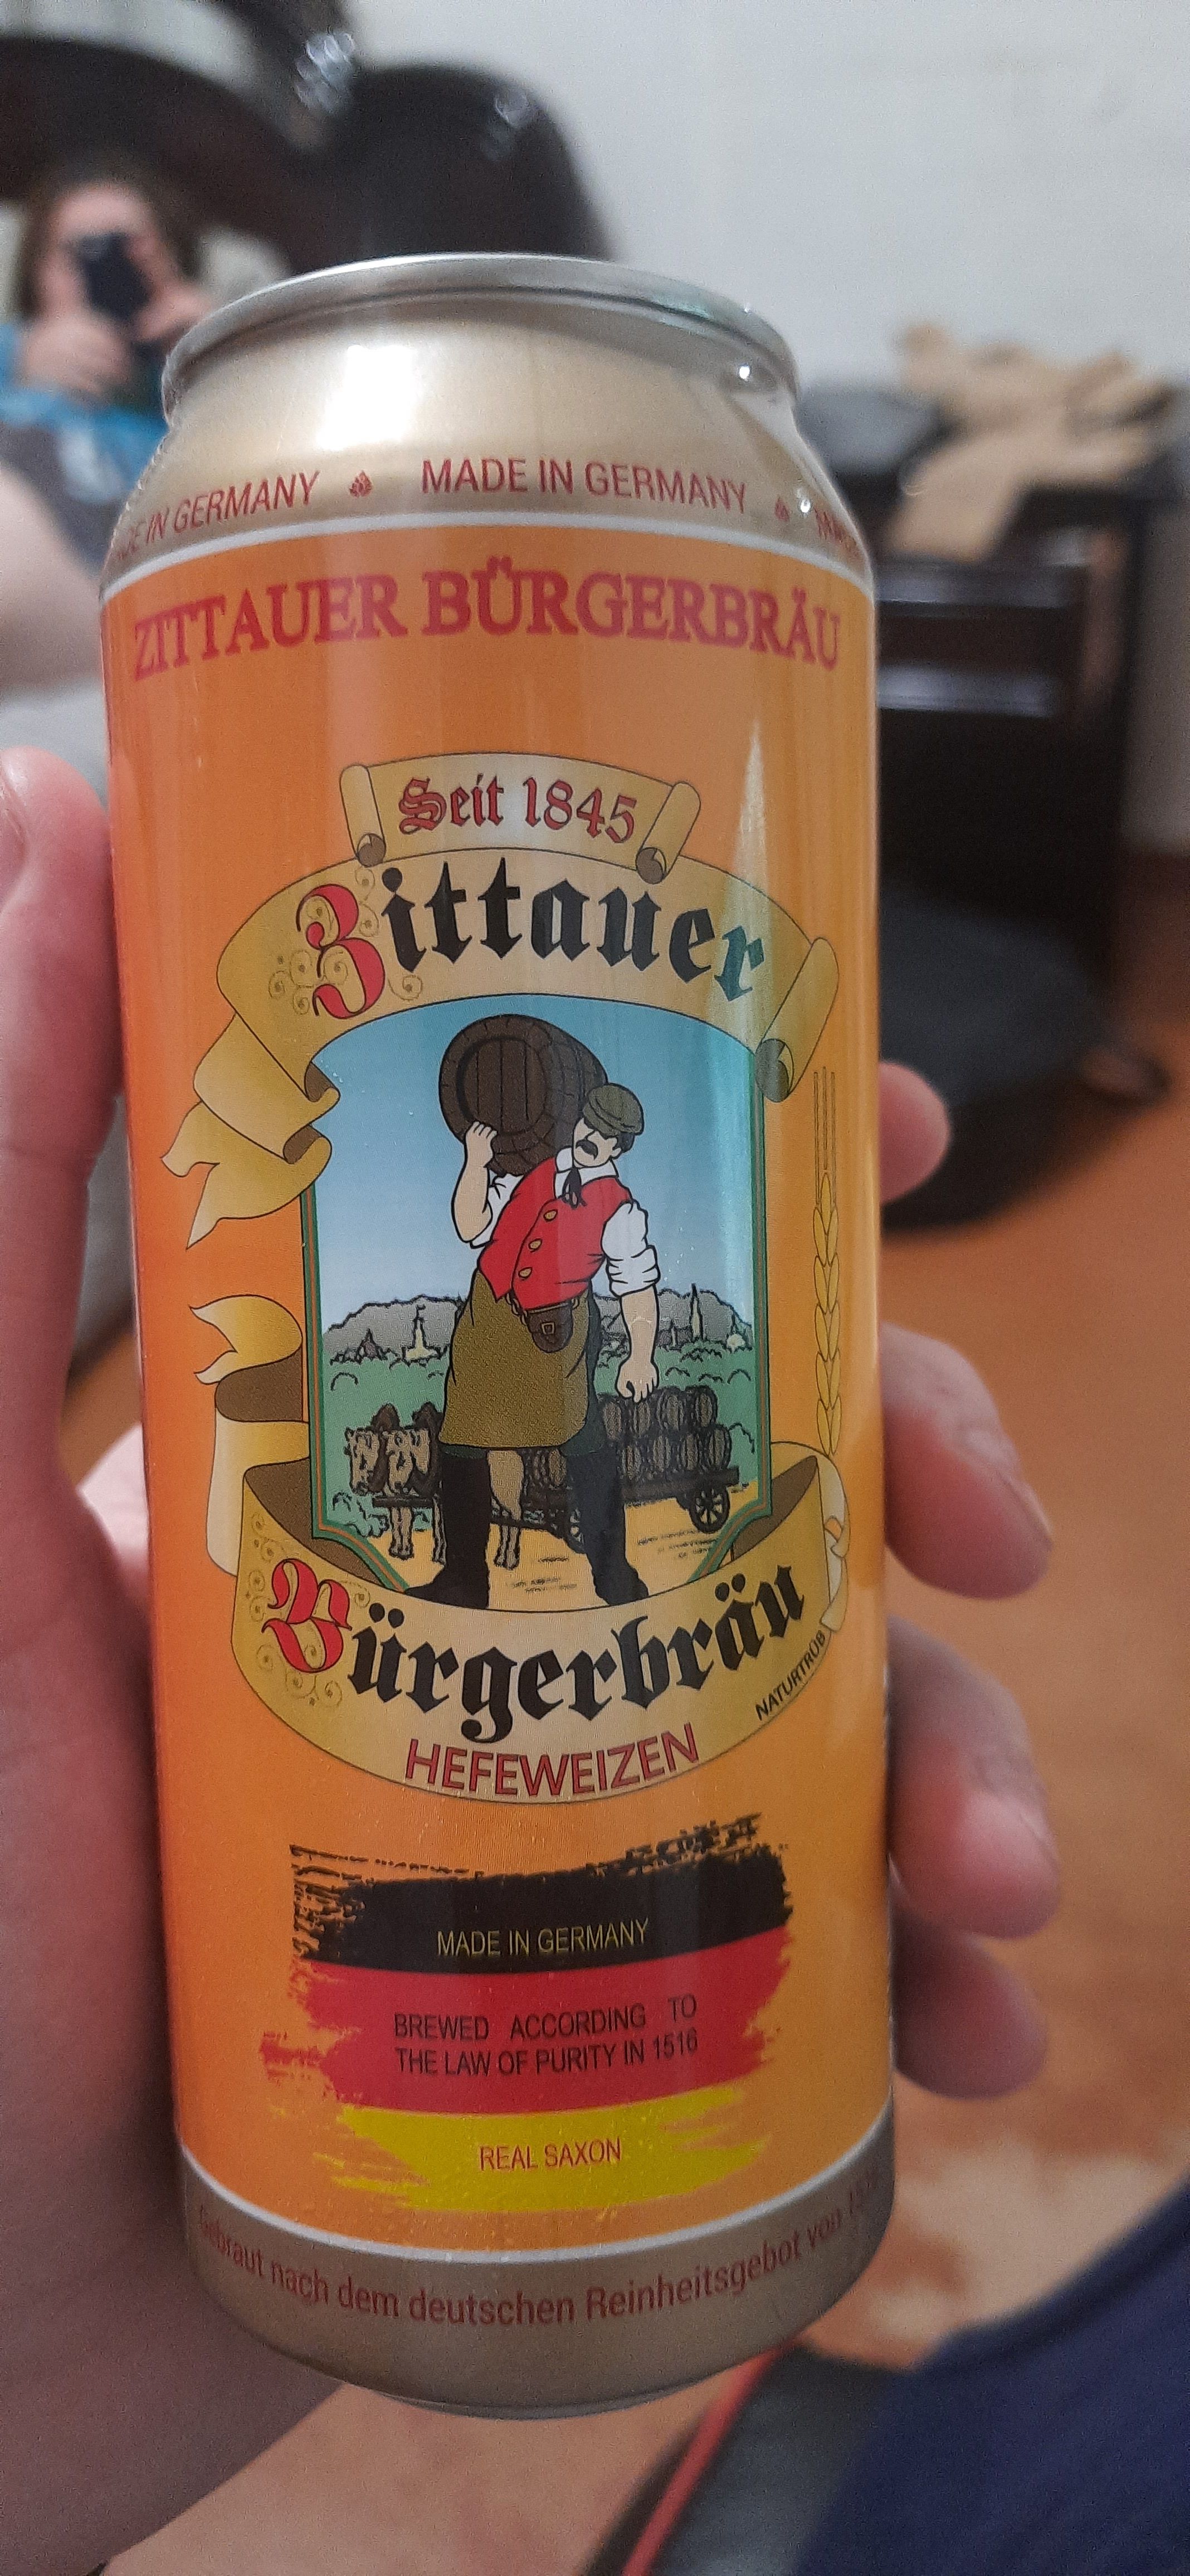 IN GERMANY MADE IN GERMANY
ZITTAUER BÜRGERBRÄU
Seit 1845
Zittauer
Bürgerbräu
NATURTRÜB
HEFEWEIZEN
MADE IN GERMANY
BREWED ACCORDING TO
THE LAW OF PURITY IN 1516
REAL SAXON
Gebraut nach dem deutschen Reinheitsgebot von